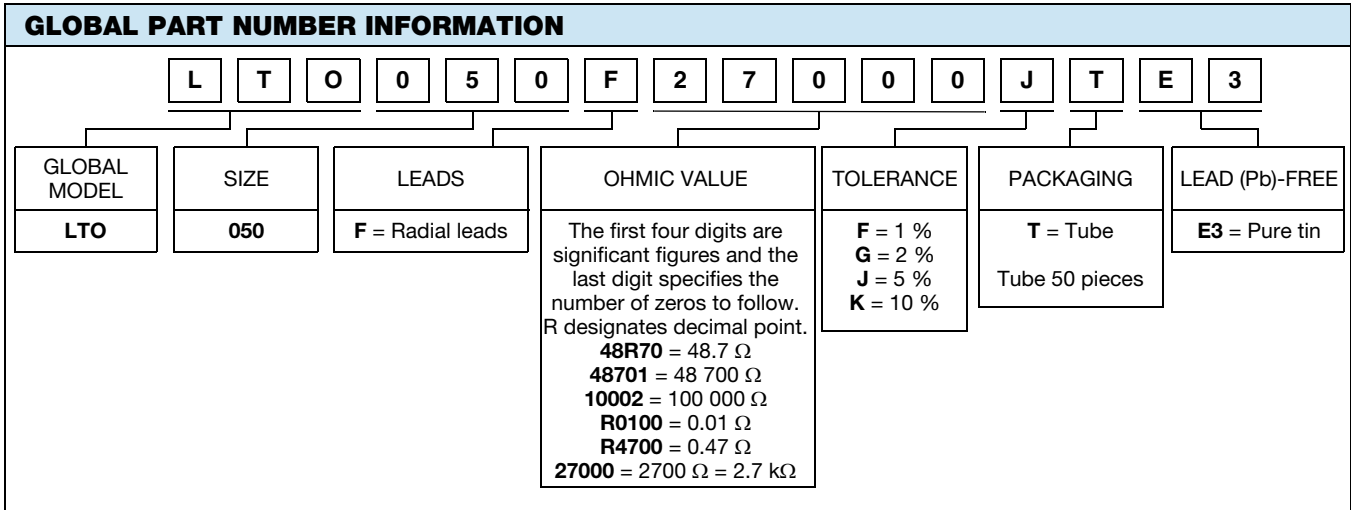 GLOBAL PART NUMBER INFORMATION
L T O 0 5 0 F 2 7 0 0 0 J T E 3
GLOBAL
MODEL
LTO
SIZE
050
LEADS
F = Radial leads
OHMIC VALUE
The first four digits are
significant figures and the
last digit specifies the
number of zeros to follow.
R designates decimal point.
48R70 = 48.7 Ω
48701 = 48 700 Ω
10002 = 100 000 Ω
R0100 = 0.01 Ω
R4700 = 0.47 Ω
27000 = 2700 Ω = 2.7 kΩ
TOLERANCE
F = 1 %
G = 2 %
J = 5 %
K = 10 %
PACKAGING
T = Tube
Tube 50 pieces
LEAD (Pb)-FREE
E3 = Pure tin